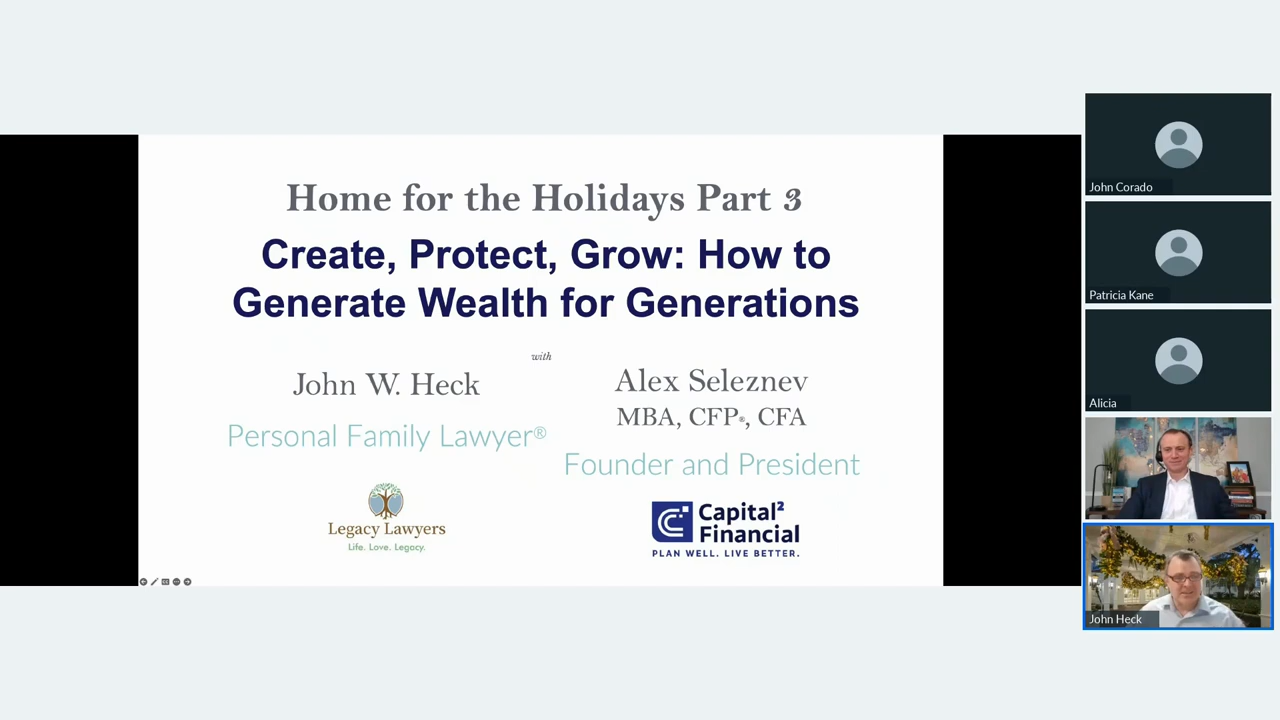 Home for the Holidays Part 3
Create, Protect, Grow: How to
Generate Wealth for Generations
with
John W. Heck
Personal Family Lawyer®
Legacy Lawyers
Life. Love. Legacy.
Alex Seleznev
MBA, CFP®, CFA
Founder and President
Capital²
Financial
PLAN WELL. LIVE BETTER.
John Corado
Patricia Kane
Alicia
John Heck